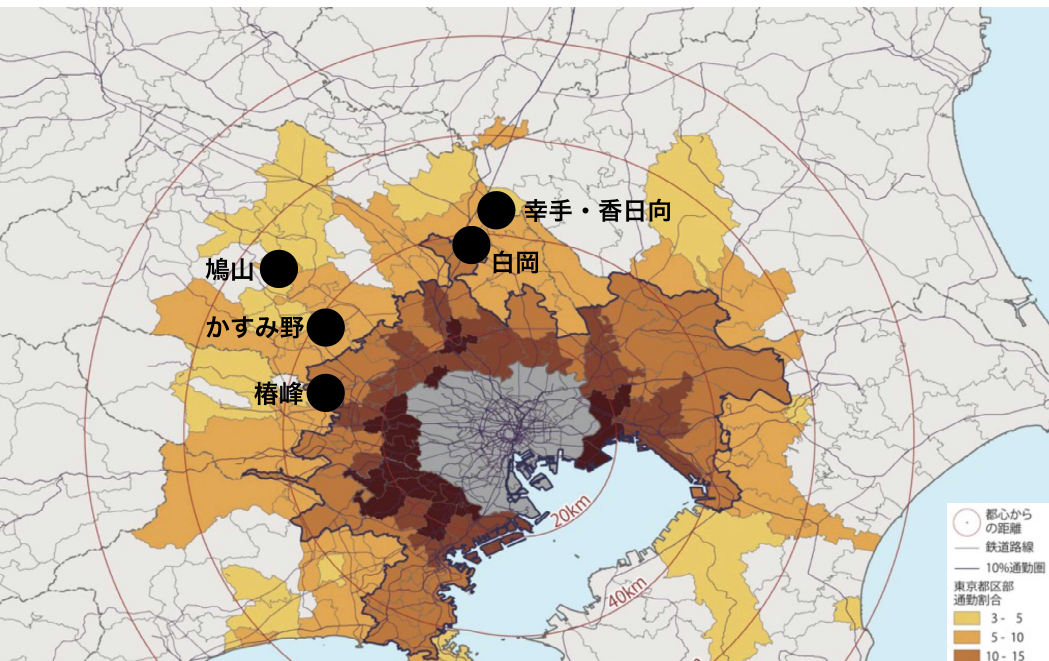 幸手・香日向
白岡
鳩山
かすみ野
椿峰
20km
40km
都心から
の距離
鉄道路線
10%通勤圏
東京都区部
通勤割合
3 - 5
5 - 10
10 - 15